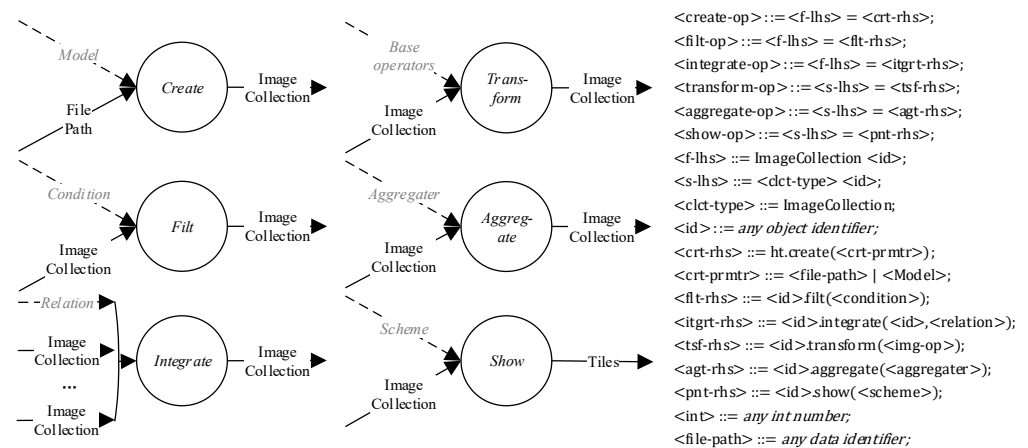 Model
File
Path
Create
Image
Collection
Base
operators
Image
Collection
Trans-
form
Image
Collection
Condition
Image
Collection
Filt
Image
Collection
Aggregater
Image
Collection
Aggreg-
ate
Image
Collection
Relation
Image
Collection
...
Image
Collection
Integrate
Image
Collection
Scheme
Image
Collection
Show
Tiles
<create-op>::= <f-lhs> = <crt-rhs>;
<filt-op>::= <f-lhs> = <flt-rhs>;
<integrate-op>::= <f-lhs> = <itgrt-rhs>;
<transform-op>::= <s-lhs> = <tsf-rhs>;
<aggregate-op>::= <s-lhs> = <agt-rhs>;
<show-op>::= <s-lhs> = <pnt-rhs>;
<f-lhs> ::= ImageCollection <id>;
<s-lhs> ::= <clct-type> <id>;
<clct-type> ::= ImageCollection;
<id>::= any object identifier;
<crt-rhs> ::= ht.create(<crt-prmtr>);
<crt-prmtr> ::= <file-path> | <Model>;
<flt-rhs> ::= <id>.filt(<condition>);
<itgrt-rhs> ::= <id>.integrate(<id>,<relation>);
<tsf-rhs> ::= <id>.transform(<img-op>);
<agt-rhs> ::= <id>.aggregate(<aggregater>);
<pnt-rhs> ::= <id>.show(<scheme>);
<int> ::= any int number;
<file-path> ::= any data identifier;